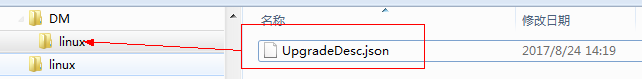 DM
linux
linux
名称
修改日期
UpgradeDesc.json
2017/8/24 14:19